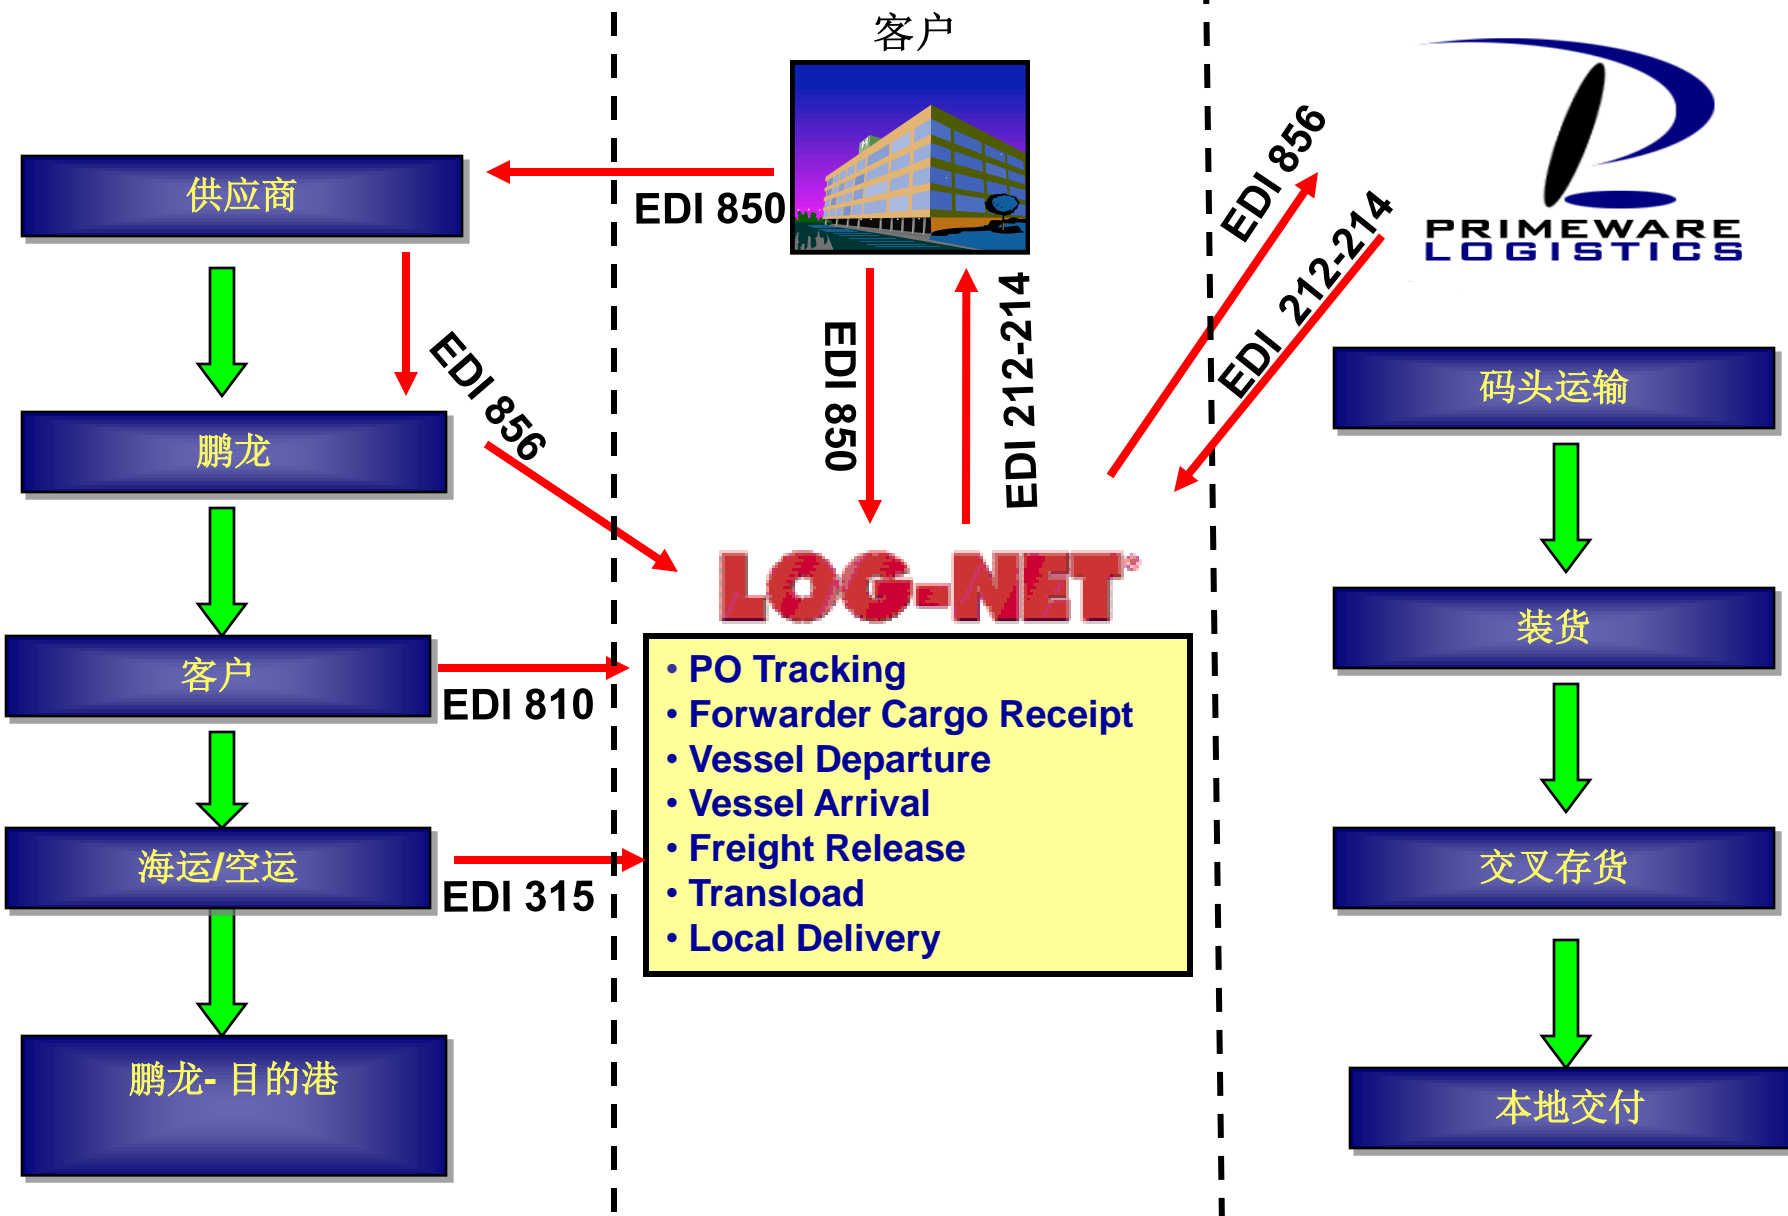 客户
供应商
EDI 850
EDI 856
鹏龙
客户
EDI 810
海运/空运
EDI 315
鹏龙- 目的港
EDI 850
EDI 212-214
LOG-NET®
• PO Tracking
• Forwarder Cargo Receipt
• Vessel Departure
• Vessel Arrival
• Freight Release
• Transload
• Local Delivery
EDI 856
EDI 212-214
PRIMEWARE
LOGISTICS
码头运输
装货
交叉存货
本地交付